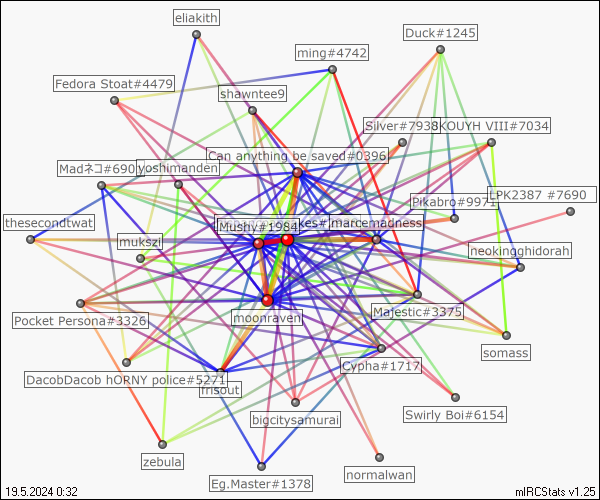 eliakith
Duck#1245
ming#4742
Fedora Stoat#4479
shawntee9
Silver#7938
KOUYH VIII#7034
Can anything be saved#0396
Madネコ#690
yoshimanden
LPK2387 #7690
Pikabro#9971
thesecondtwat
Mushy#1984
kes#
marcemadness
mukszi
neokingghidorah
moonraven
Majestic#3375
Pocket Persona#3326
somass
Cypha#1717
DacobDacob hORNY police#5271
frisout
Swirly Boi#6154
bigcitysamurai
zebula
normalwan
Eg.Master#1378
19.5.2024 0:32
mIRCStats v1.25